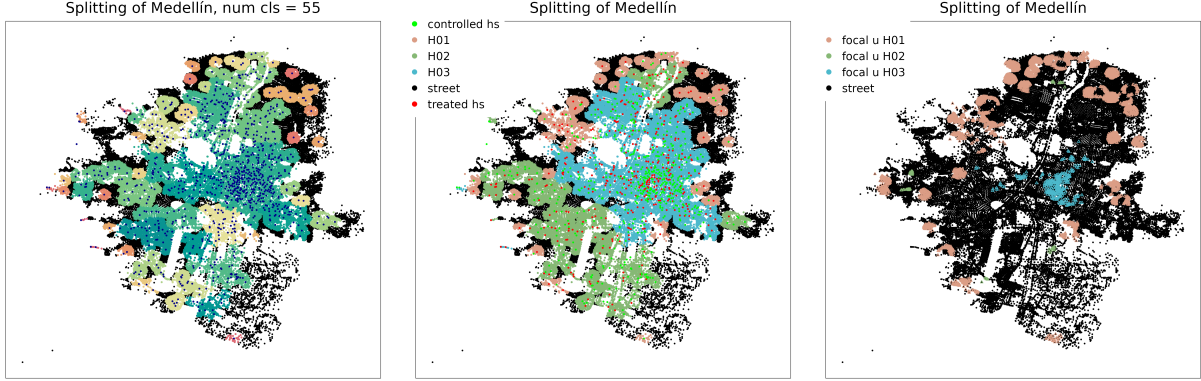 Splitting of Medellín, num cls = 55
Splitting of Medellín
controlled hs
H01
H02
H03
street
treated hs
Splitting of Medellín
focal u H01
focal u H02
focal u H03
street